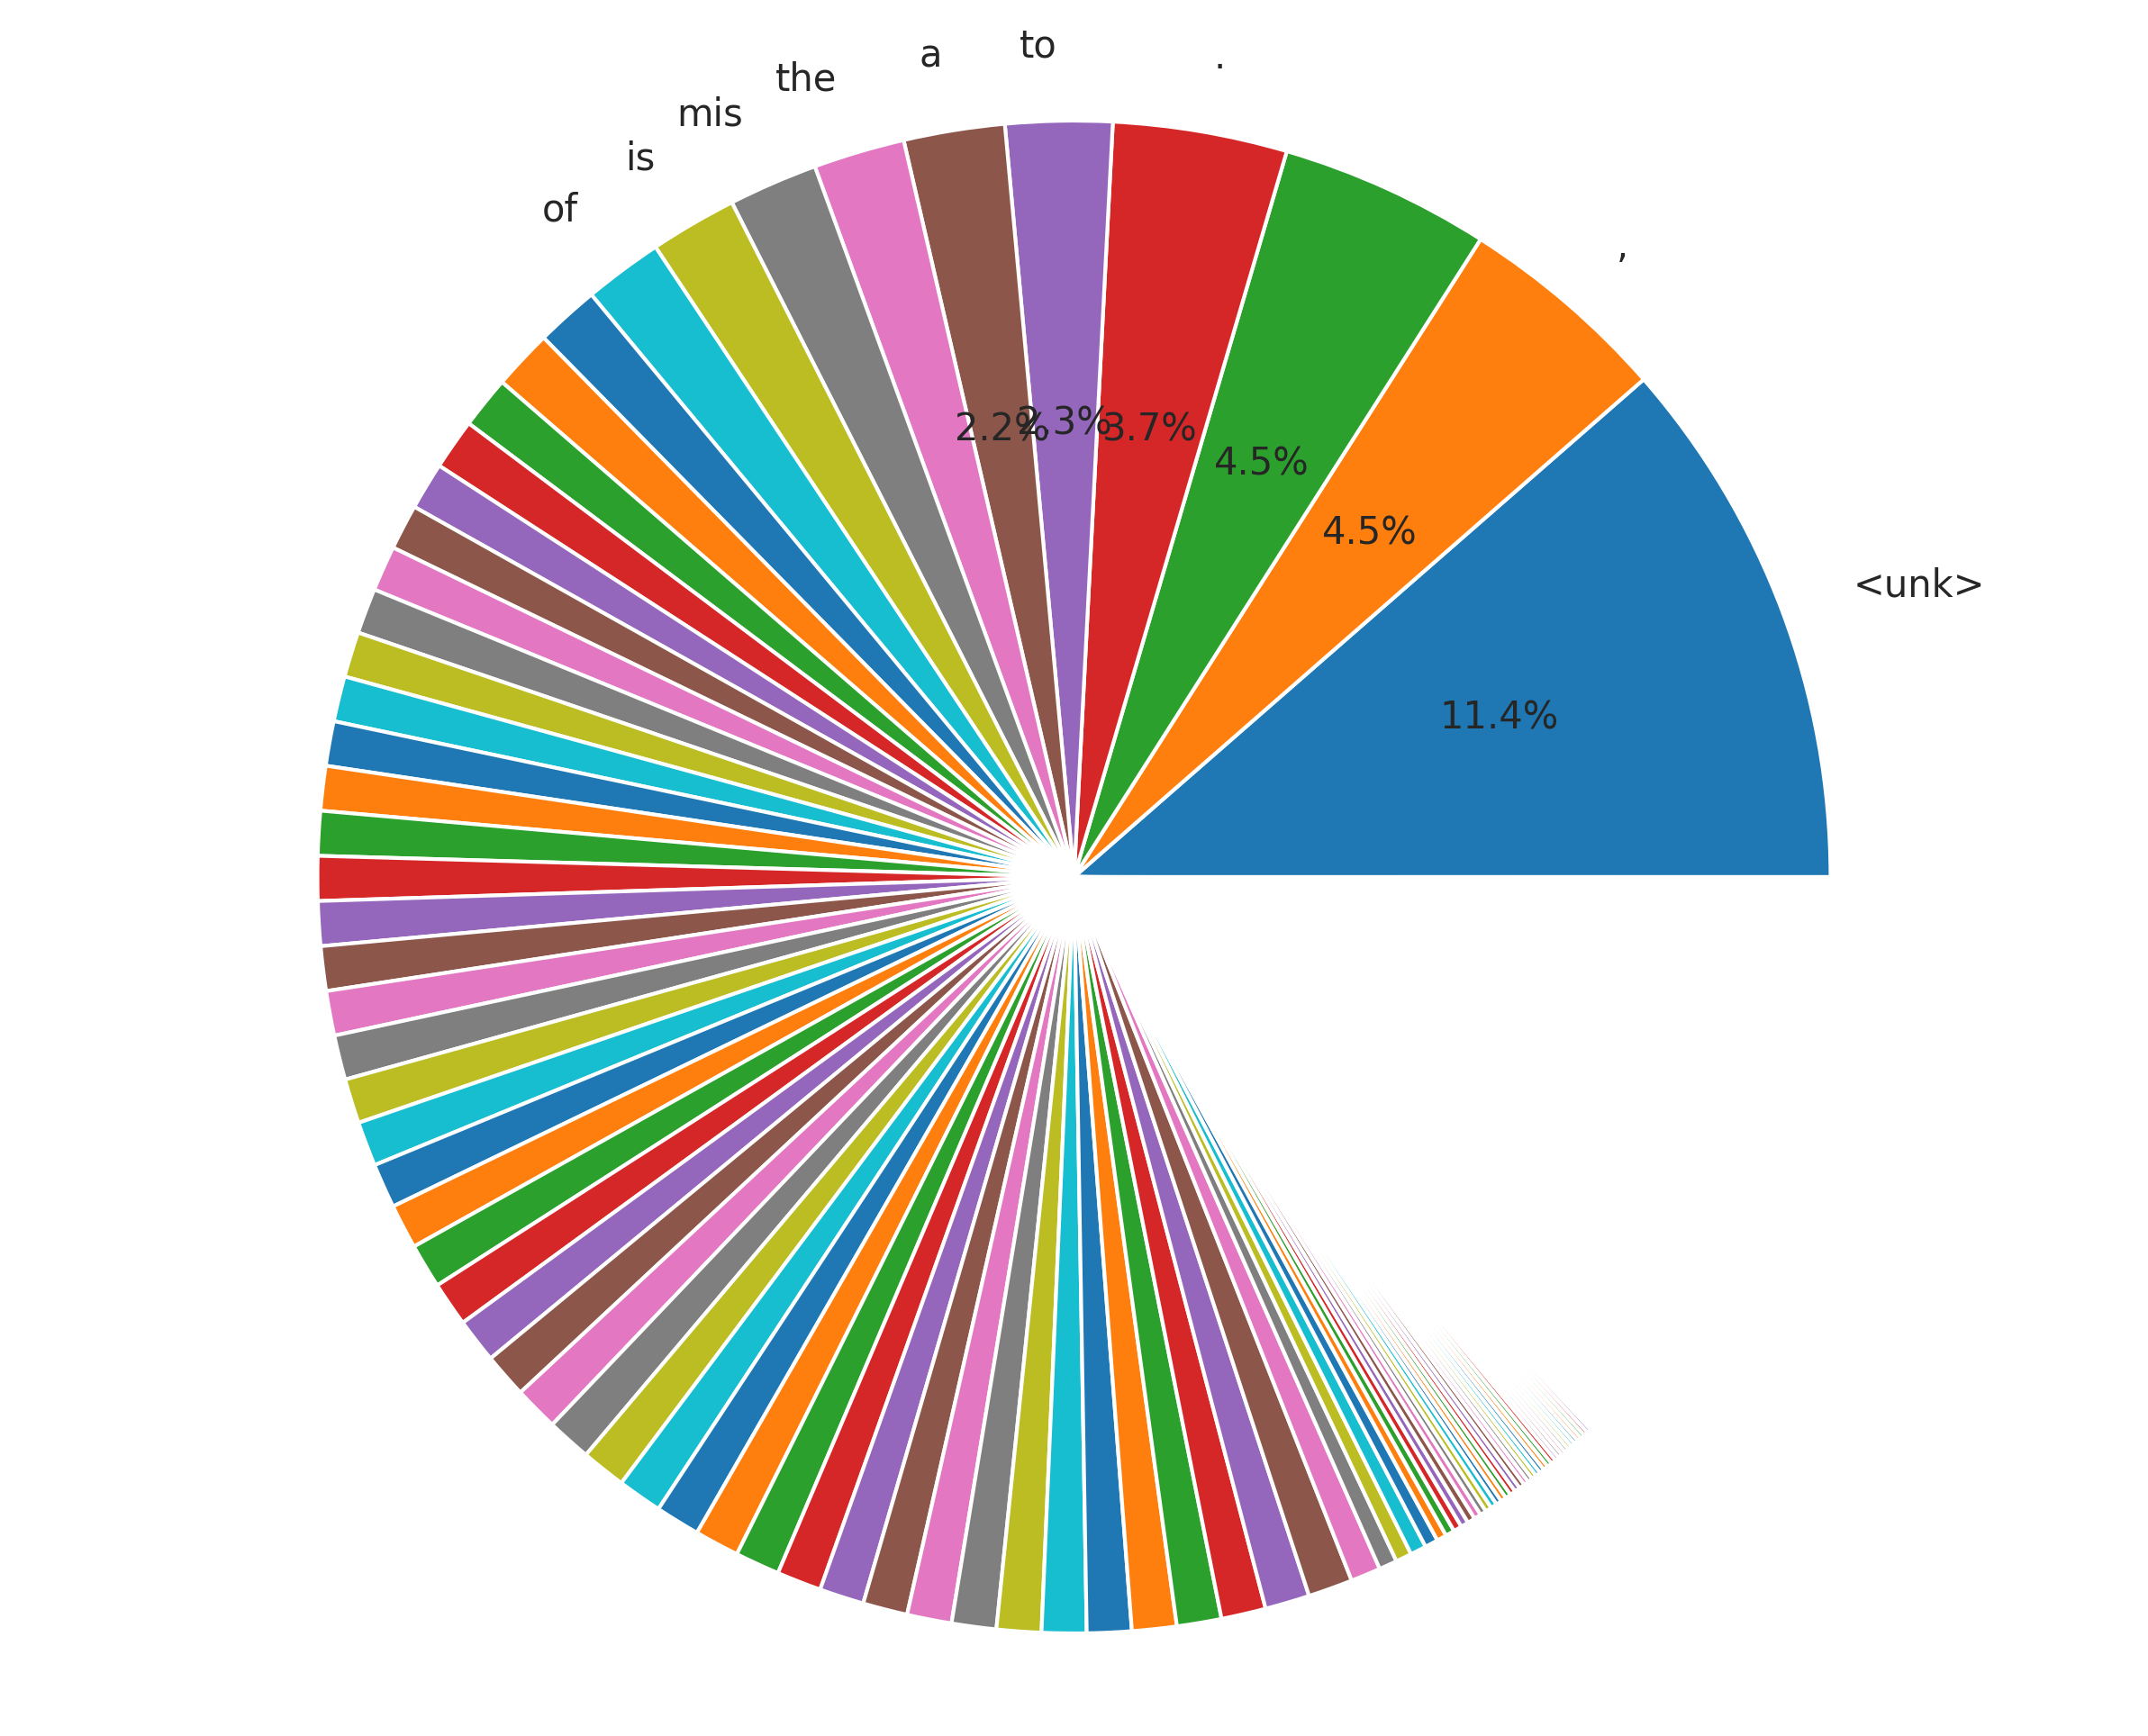 to
.
a
the
mis
is
of
,
2.2%
2.3%
3.7%
4.5%
4.5%
<unk>
11.4%